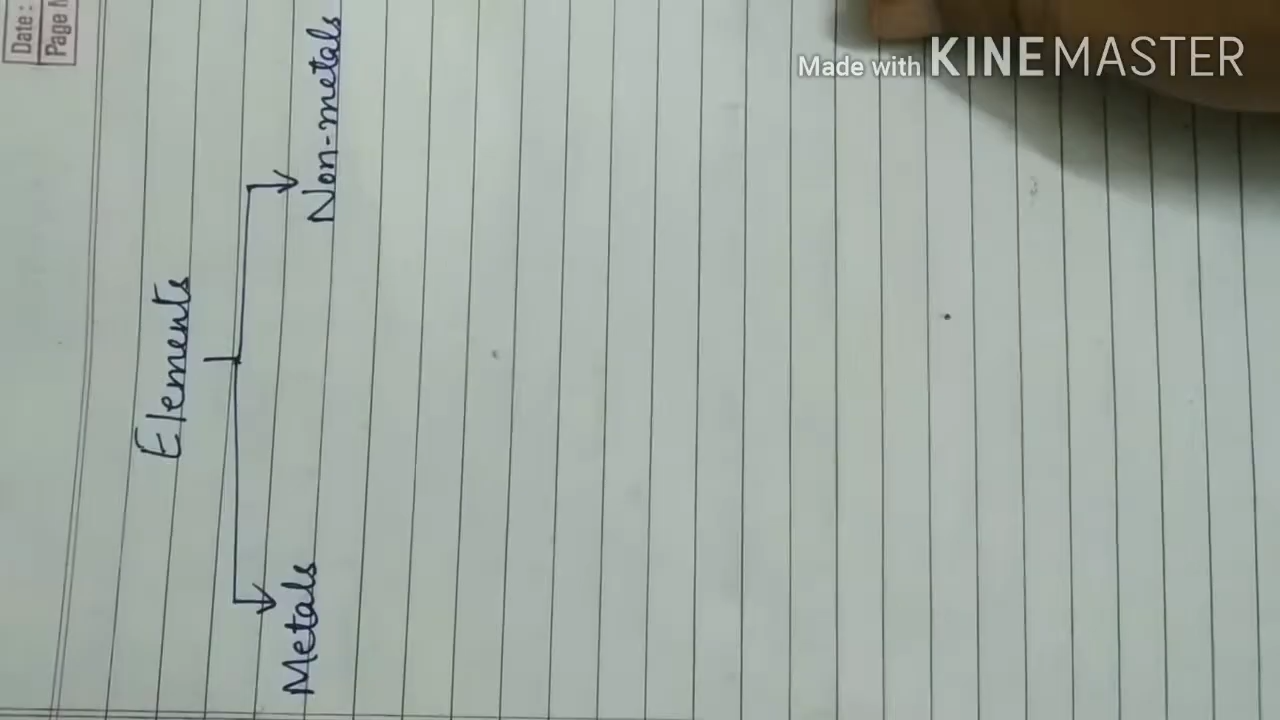 Date :
Page N
Elements
Metals
Non-metals
Made with KINEMASTER